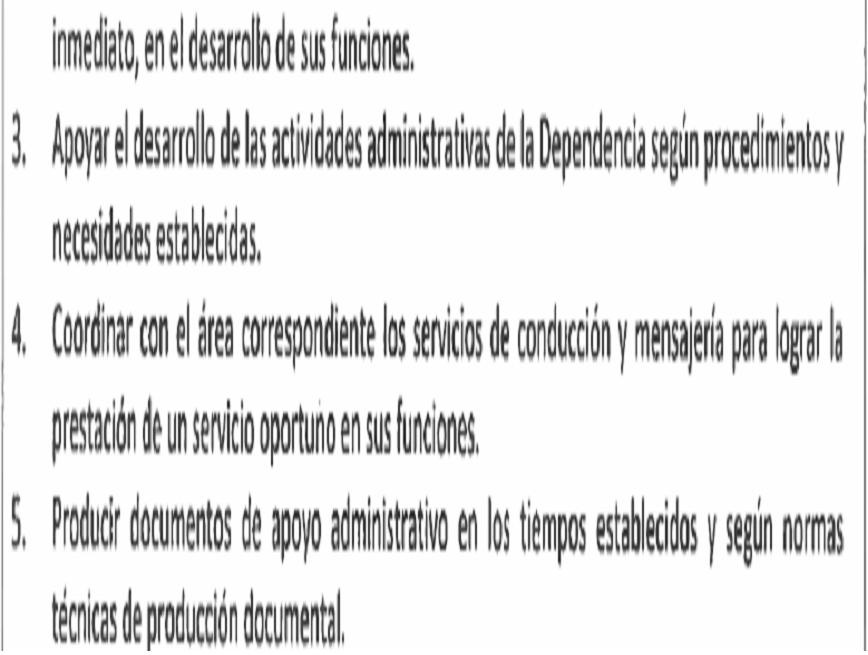 inmediato, en el desarrollo de sus funciones.
3. Apoyar el desarrollo de las actividades administrativas de la Dependencia según procedimientos y
necesidades establecidas.
4. Coordinar con el área correspondiente los servicios de conducción y mensajería para lograr la
prestación de un servicio oportuno en sus funciones.
5. Producir documentos de apoyo administrativo en los tiempos establecidos y según normas
técnicas de producción documental.